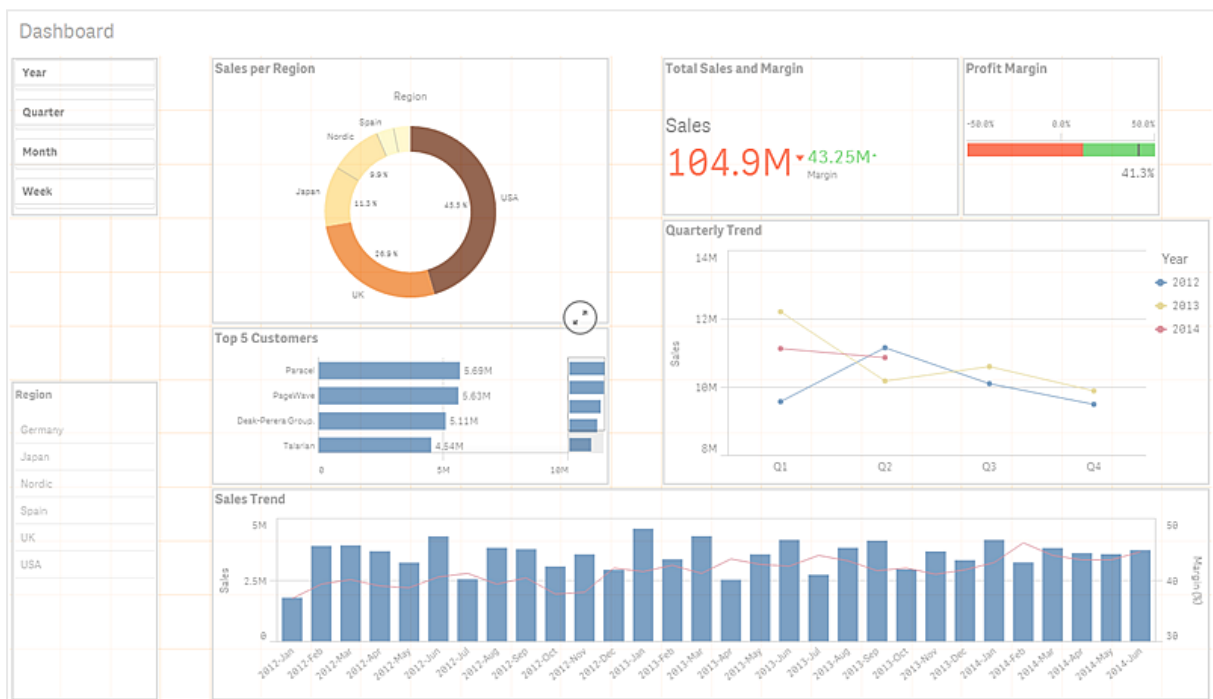 Dashboard
Year
Quarter
Month
Week
Region
Germany
Japan
Nordic
Spain
UK
USA
Sales per Region
Region
Spain
Nordic
9.9%
Japan
11.3%
45.5%
USA
26.9%
UK
Top 5 Customers
Paracel
5.69M
PageWave
5.63M
Deak-Perera Group.
5.11M
Talarian
4.54M
0 5M 10M
Total Sales and Margin
Sales
104.9M
43.25M
Margin
Profit Margin
-50.0% 0.0% 50.0%
41.3%
Quarterly Trend
14M
12M
10M
8M
Sales
Q1 Q2 Q3 Q4
Year
2012
2013
2014
Sales Trend
5M
2.5M
0
Sales
50
40
30
Margin (%)
2012-Jan 2012-Feb 2012-Mar 2012-Apr 2012-May 2012-Jun 2012-Jul 2012-Aug 2012-Sep 2012-Oct 2012-Nov 2012-Dec 2013-Jan 2013-Feb 2013-Mar 2013-Apr 2013-May 2013-Jun 2013-Jul 2013-Aug 2013-Sep 2013-Oct 2013-Nov 2013-Dec 2014-Jan 2014-Feb 2014-Mar 2014-Apr 2014-May 2014-Jun